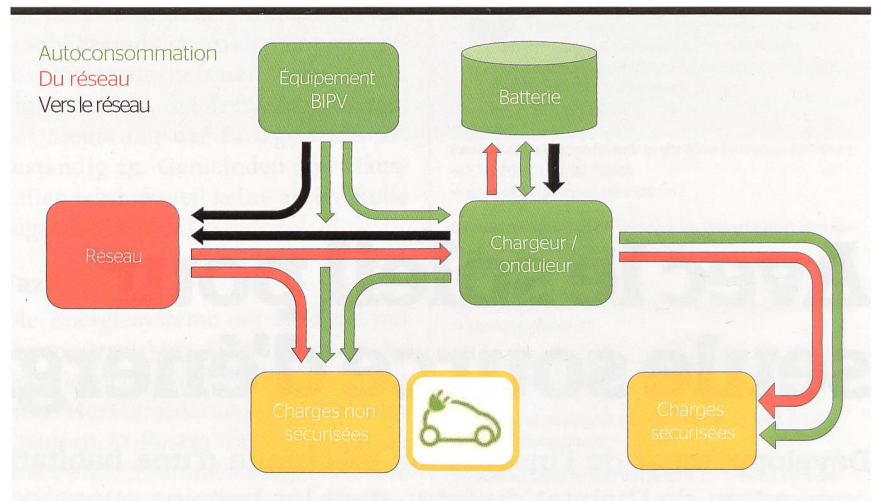 Autoconsommation
Du réseau
Vers le réseau
Équipement
BIPV
Batterie
Réseau
Chargeur /
onduleur
Charges non
sécurisées
Charges
sécurisées